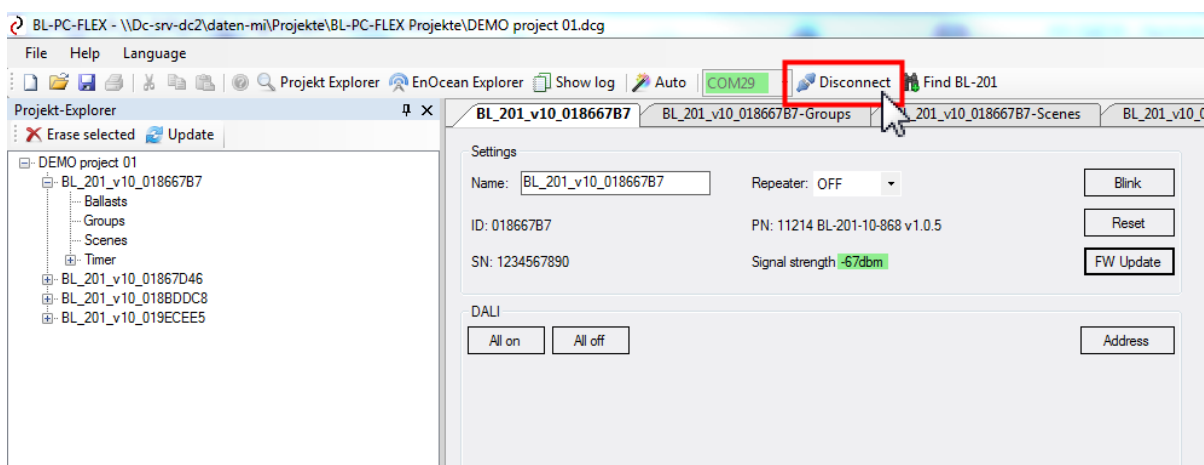 BL-PC-FLEX - \\Dc-srv-dc2\daten-mi\Projekte\BL-PC-FLEX Projekte\DEMO project 01.dcg
File Help Language
Projekt Explorer EnOcean Explorer Show log Auto COM29 Disconnect Find BL-201
Projekt-Explorer
Erase selected Update
DEMO project 01
BL_201_v10_018667B7
Ballasts
Groups
Scenes
Timer
BL_201_v10_01867D46
BL_201_v10_018BDDC8
BL_201_v10_019ECEE5
BL_201_v10_018667B7 BL_201_v10_018667B7-Groups _201_v10_018667B7-Scenes BL_201_v10_0
Settings
Name: BL_201_v10_018667B7 Repeater: OFF Blink
ID: 018667B7 PN: 11214 BL-201-10-868 v1.0.5 Reset
SN: 1234567890 Signal strength -67dbm FW Update
DALI
All on All off Address